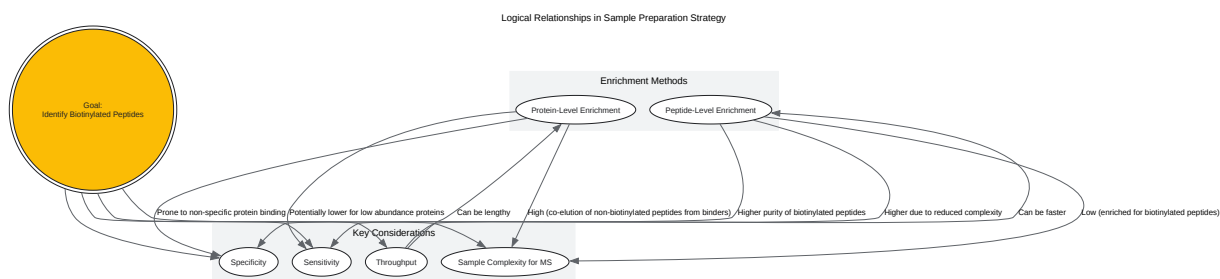 Logical Relationships in Sample Preparation Strategy
Enrichment Methods
Goal:
Identify Biotinylated Peptides
Protein-Level Enrichment
Peptide-Level Enrichment
Prone to non-specific protein binding
Potentially lower for low abundance proteins
Can be lengthy
High (co-elution of non-biotinylated peptides from binders)
Higher purity of biotinylated peptides
Higher due to reduced complexity
Can be faster
Low (enriched for biotinylated peptides)
Key Considerations
Specificity
Sensitivity
Throughput
Sample Complexity for MS